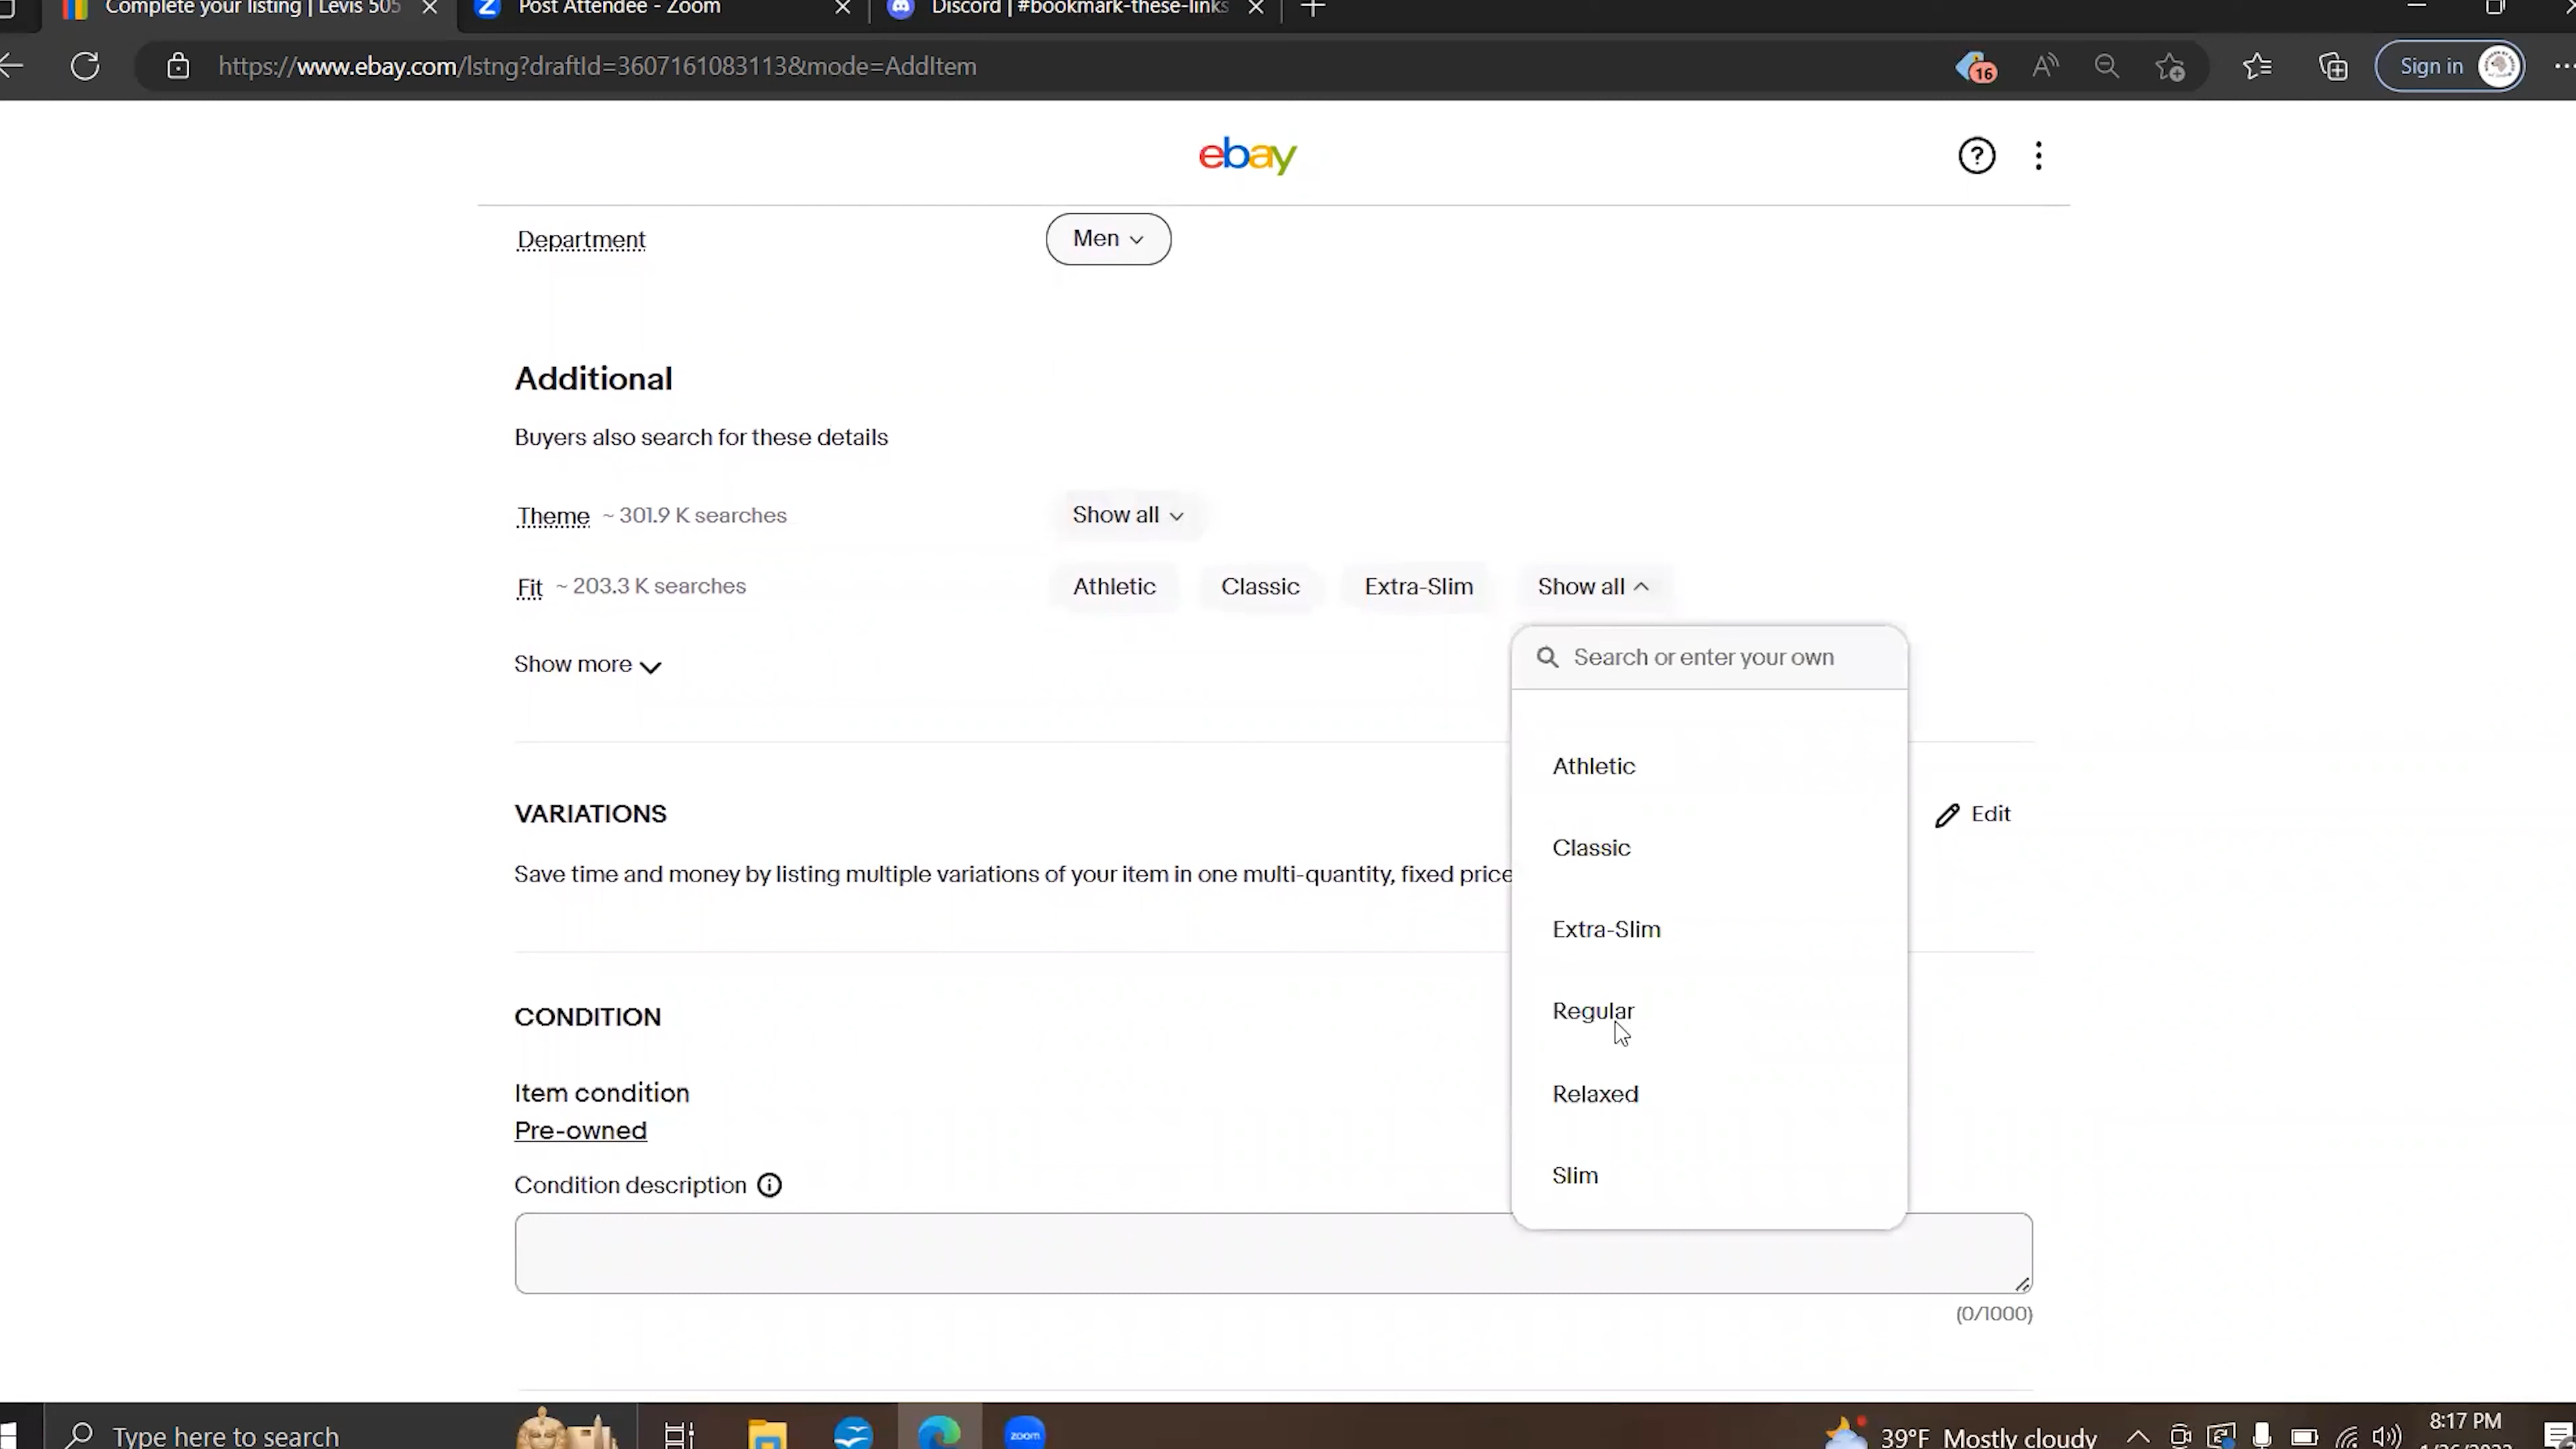 Complete your listing | Levis 505
Post Attendee - Zoom
Discord | #bookmark-these-links
https://www.ebay.com/lstng?draftId=3607161083113&mode=AddItem
16
Sign in
ebay
Department
Men
Additional
Buyers also search for these details
Theme ~ 301.9 K searches
Show all
Fit ~ 203.3 K searches
Athletic Classic Extra-Slim Show all
Show more
Search or enter your own
Athletic
Classic
Extra-Slim
Regular
Relaxed
Slim
VARIATIONS
Edit
Save time and money by listing multiple variations of your item in one multi-quantity, fixed price
CONDITION
Item condition
Pre-owned
Condition description
(0/1000)
Type here to search
zoom
39°F Mostly cloudy
8:17 PM